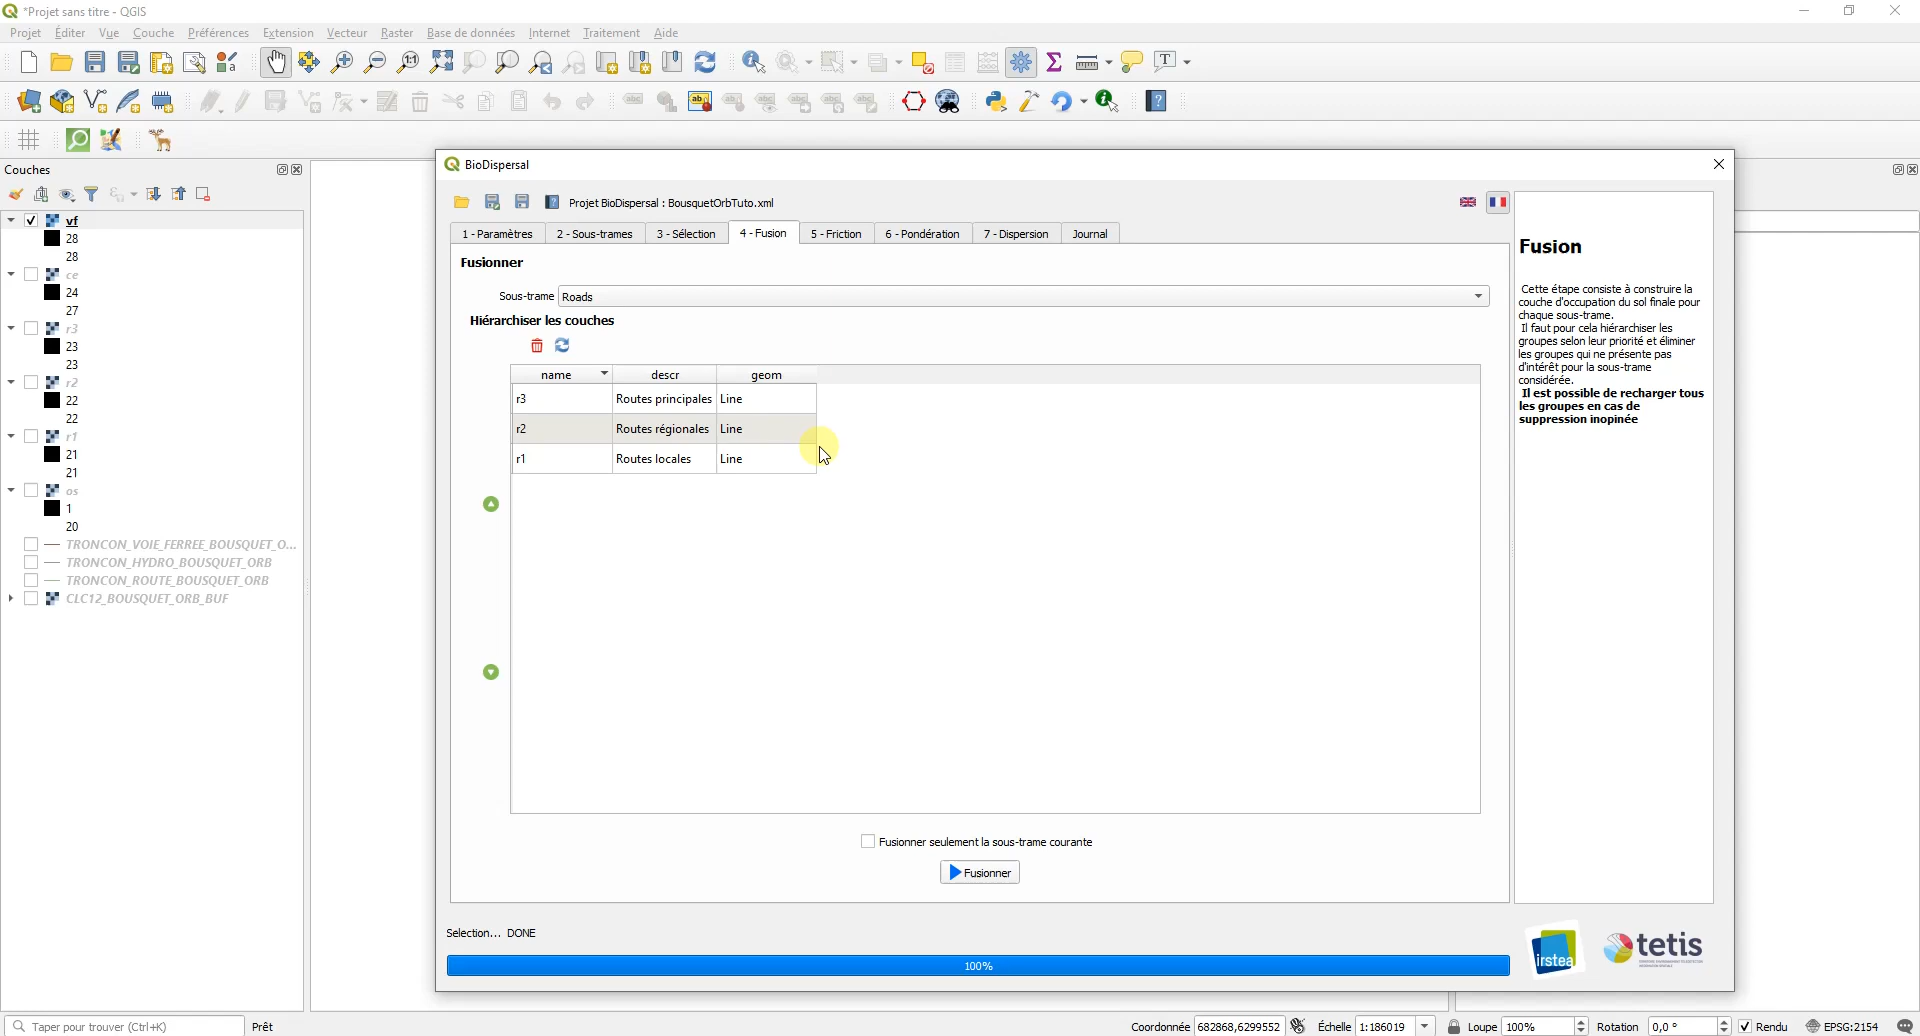 *Projet sans titre - QGIS
Projet Éditer Vue Couche Préférences Extension Vecteur Raster Base de données Internet Traitement Aide
Couches
vf
28
28
ce
24
27
r3
23
23
r2
22
22
r1
21
21
os
1
20
TRONCON_VOIE_FERREE_BOUSQUET_O...
TRONCON_HYDRO_BOUSQUET_ORB
TRONCON_ROUTE_BOUSQUET_ORB
CLC12_BOUSQUET_ORB_BUF
BioDispersal
Projet BioDispersal : BousquetOrbTuto.xml
1 - Paramètres 2 - Sous-trames 3 - Sélection 4 - Fusion 5 - Friction 6 - Pondération 7 - Dispersion Journal
Fusionner
Sous-trame Roads
Hiérarchiser les couches
name descr geom
r3 Routes principales Line
r2 Routes régionales Line
r1 Routes locales Line
Fusionner seulement la sous-trame courante
Fusionner
Selection... DONE
100%
Fusion
Cette étape consiste à construire la
couche d'occupation du sol finale pour
chaque sous-trame.
Il faut pour cela hiérarchiser les
groupes selon leur priorité et éliminer
les groupes qui ne présente pas
d'intérêt pour la sous-trame
considérée.
Il est possible de recharger tous
les groupes en cas de
suppression inopinée
irstea
tetis
Taper pour trouver (Ctrl+K) Prêt Coordonnée 682868,6299552 Échelle 1:186019 Loupe 100% Rotation 0,0 ° Rendu EPSG:2154